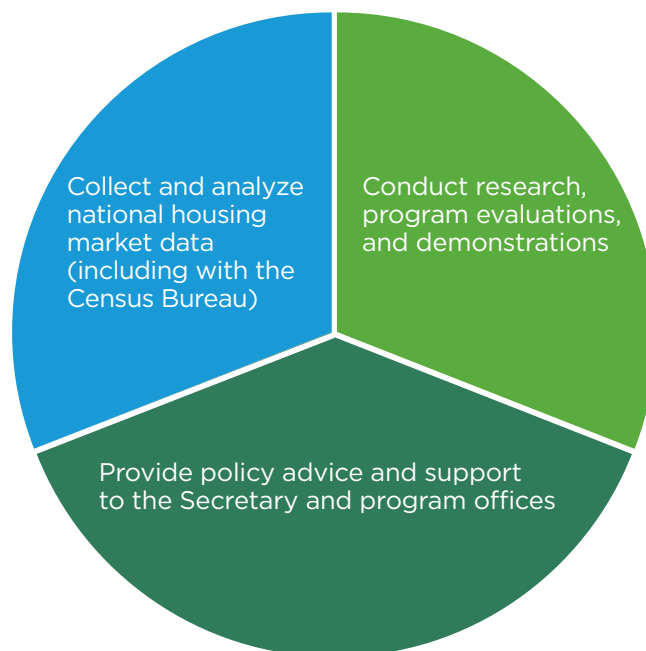 Collect and analyze
national housing
market data
(including with the
Census Bureau)
Conduct research,
program evaluations,
and demonstrations
Provide policy advice and support
to the Secretary and program offices